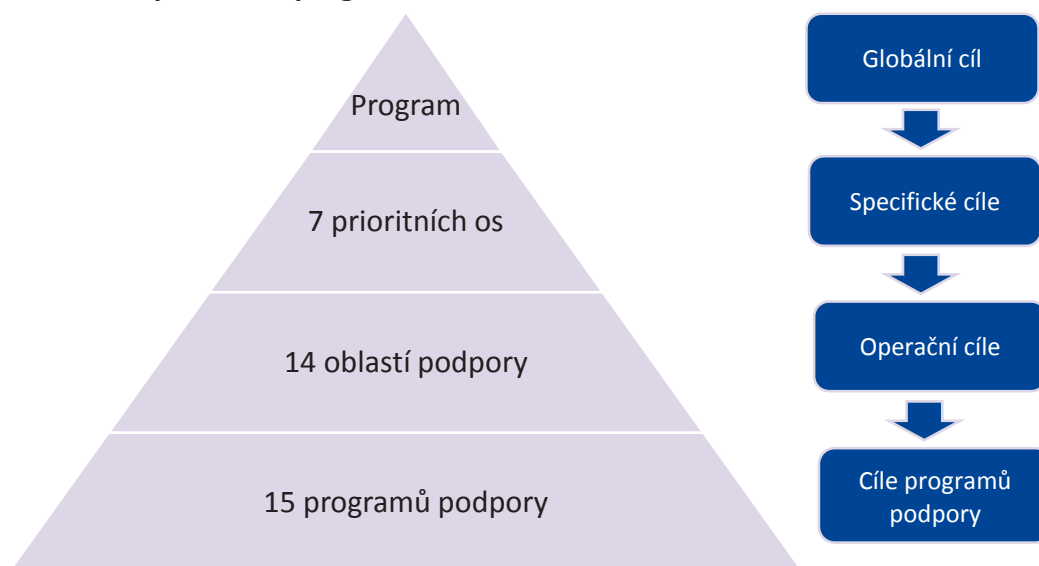 Program
7 prioritních os
14 oblastí podpory
15 programů podpory
Globální cíl
Specifické cíle
Operační cíle
Cíle programů
podpory